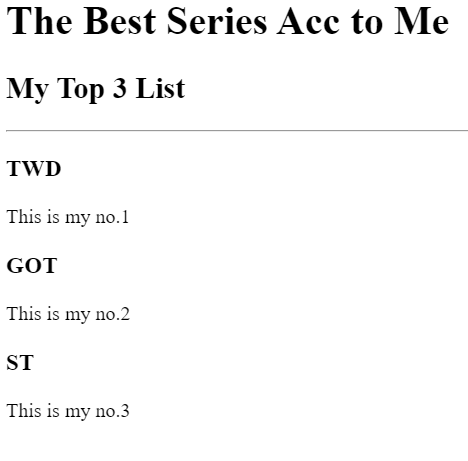 The Best Series Acc to Me
My Top 3 List
TWD
This is my no.1
GOT
This is my no.2
ST
This is my no.3